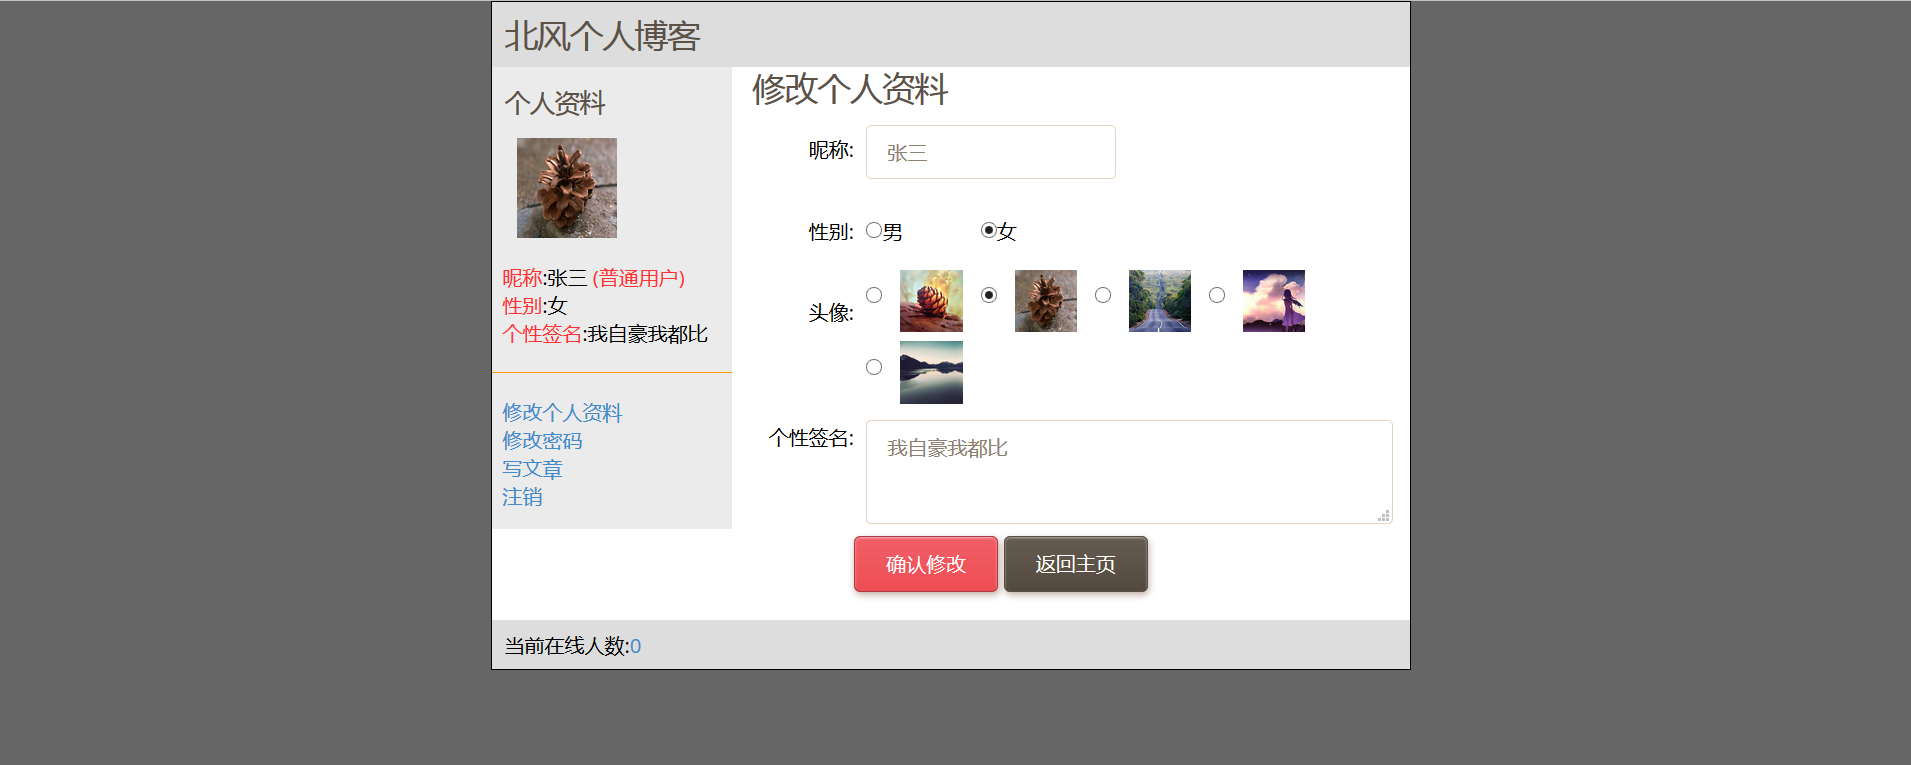 北风个人博客
个人资料
昵称:张三 (普通用户)
性别:女
个性签名:我自豪我都比
修改个人资料
修改密码
写文章
注销
修改个人资料
昵称: 张三
性别: 男 女
头像:
个性签名: 我自豪我都比
确认修改 返回主页
当前在线人数:0